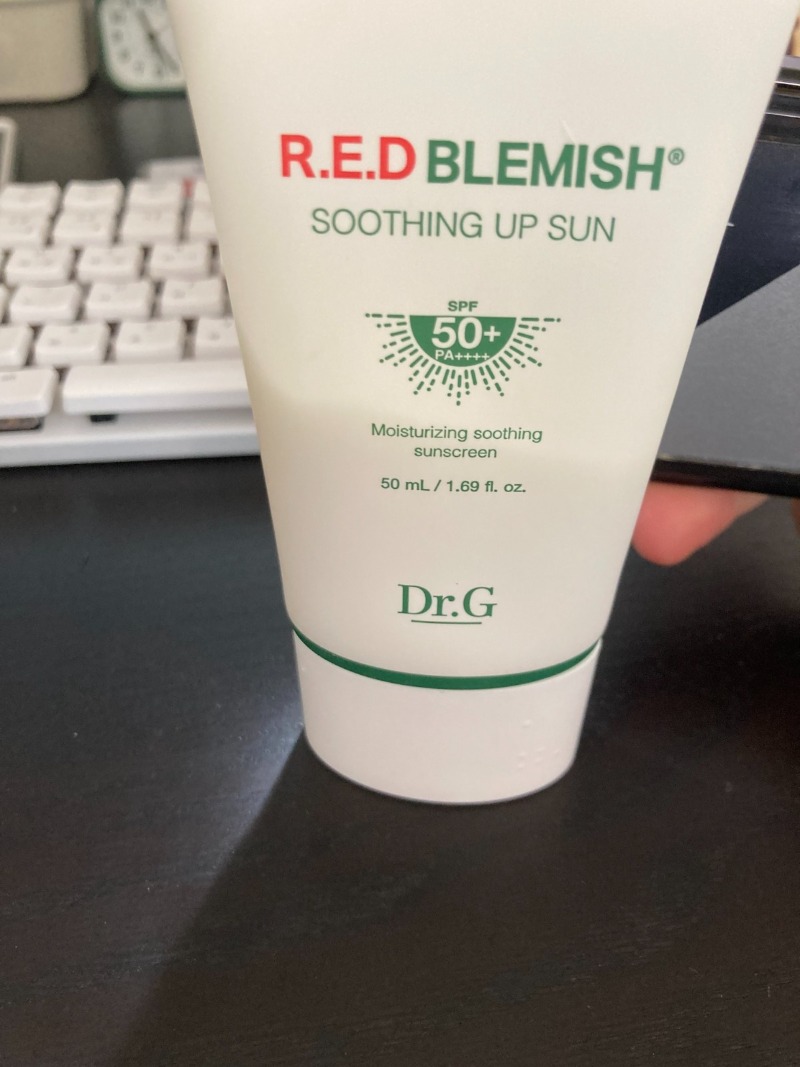 R.E.D BLEMISH®
SOOTHING UP SUN
SPF
50+
PA++++
Moisturizing soothing
sunscreen
50 mL / 1.69 fl. oz.
Dr.G